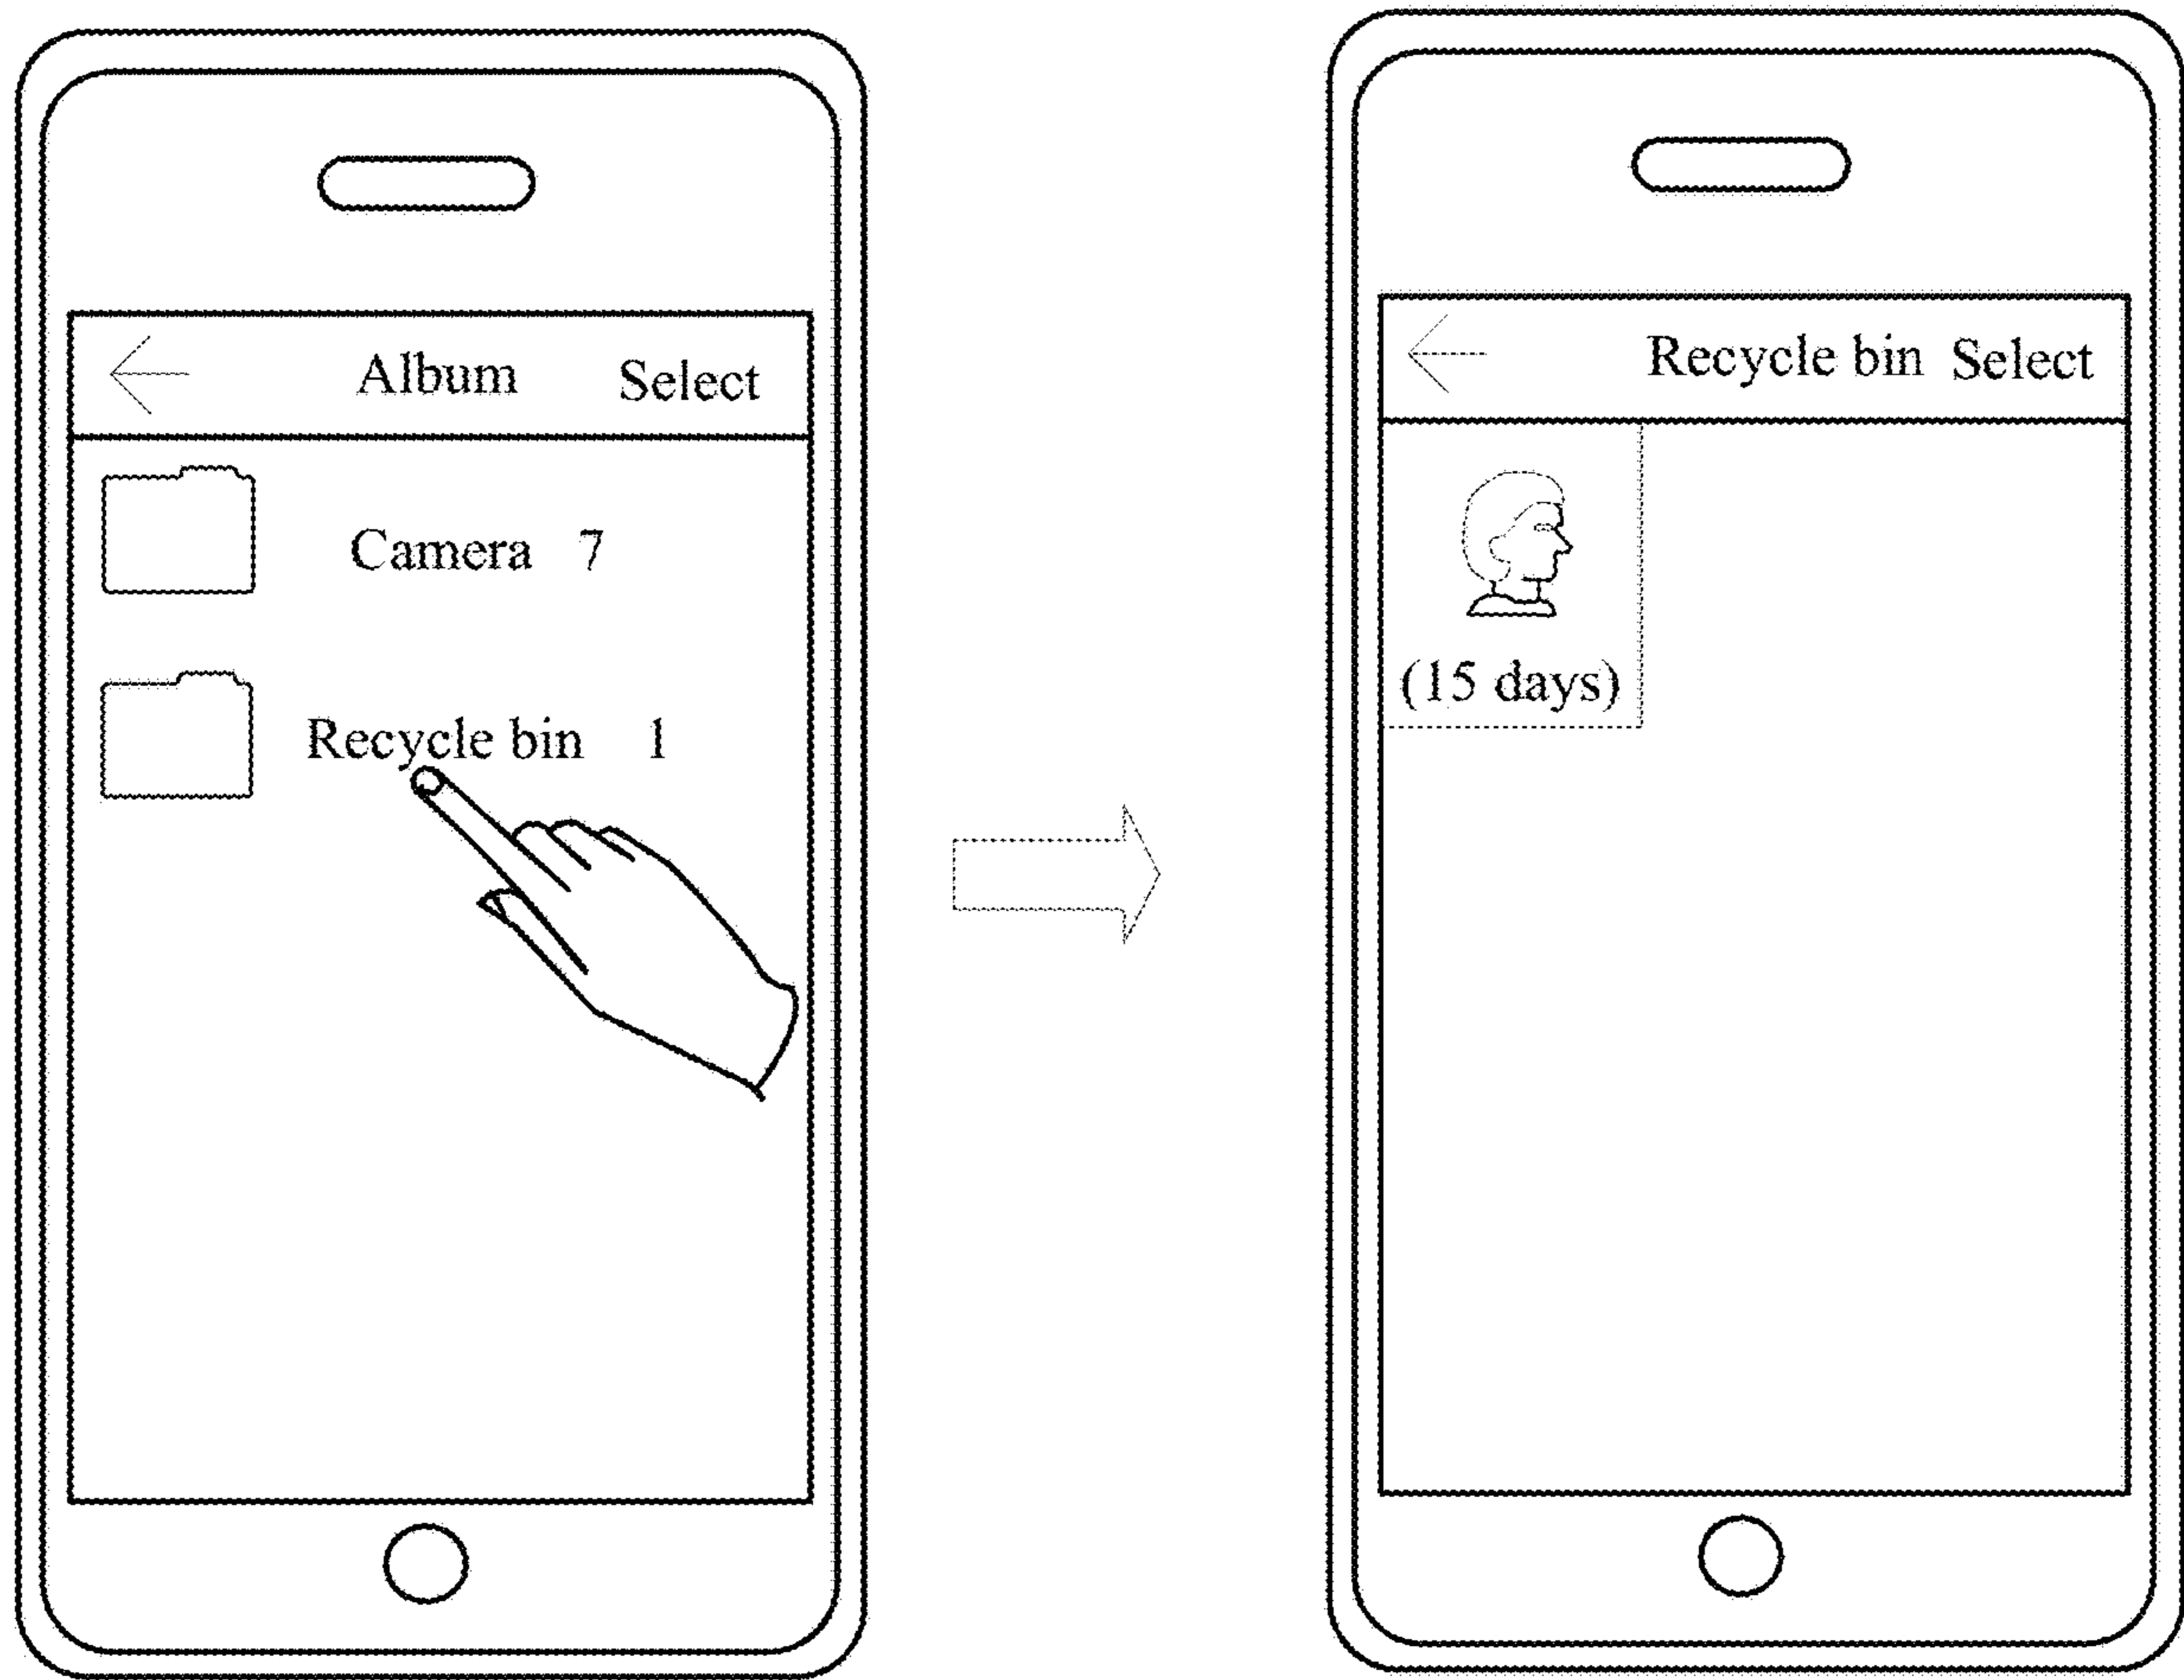 Album Select
Camera 7
Recycle bin 1
Recycle bin Select
(15 days)